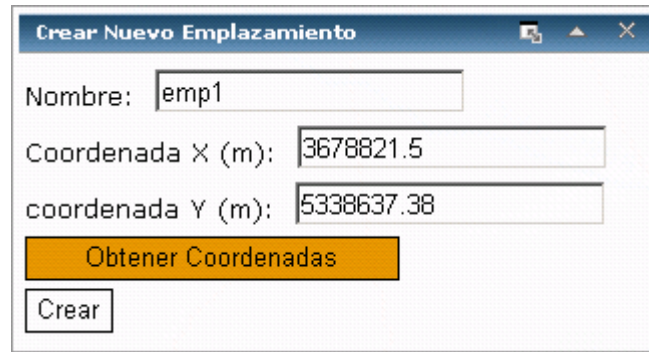 Crear Nuevo Emplazamiento
Nombre: emp1
Coordenada X (m): 3678821.5
coordenada Y (m): 5338637.38
Obtener Coordenadas
Crear